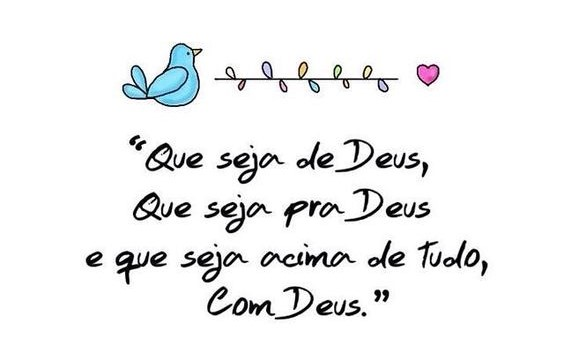 “Que seja de Deus,
Que seja pra Deus
e que seja acima de tudo,
Com Deus.”